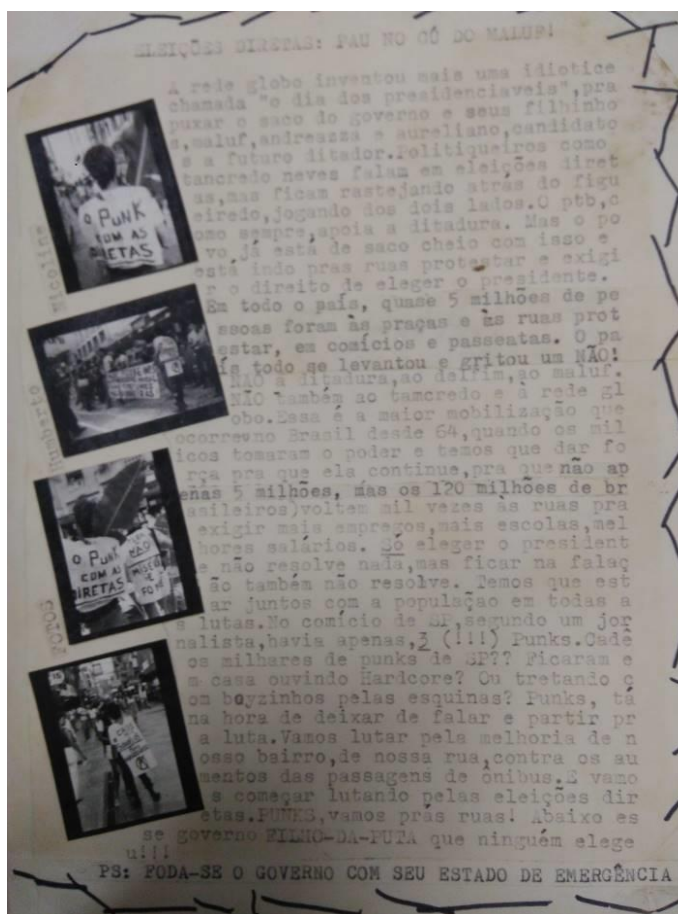 ELEIÇÕES DIRETAS: PAU NO CÚ DO MALUF!
A rede globo inventou mais uma idiotice
chamada "o dia dos presidenciaveis",pra
puxar o saco do governo e seus filhinho
s,maluf,andreazza e aureliano,candidato
s a futuro ditador.Politiqueiros como
tancredo neves falam em eleições diret
as,mas ficam rastejando atrás do figu
eiredo,jogando dos dois lados.O ptb,c
omo sempre,apoia a ditadura. Mas o po
vo,já está de saco cheio com isso e
está indo pras ruas protestar e exigi
r o direito de eleger o presidente.
Em todo o país, quase 5 milhões de pe
ssoas foram às praças e às ruas prot
estar, em comícios e passeatas. O pa
ís todo se levantou e gritou um NÃO!
NÃO à ditadura,ao delfim,ao maluf.
NÃO também ao tamcredo e à rede gl
obo.Essa é a maior mobilização que
ocorreuno Brasil desde 64,quando os mil
icos tomaram o poder e temos que dar fo
rça pra que ela continue,pra que não ap
enas 5 milhões, mas os 120 milhões de br
asileiros)voltem mil vezes às ruas pra
exigir mais empregos,mais escolas,mel
hores salários. Só eleger o president
e não resolve nada,mas ficar na falaç
ão também não resolve. Temos que est
ar juntos com a população em todas a
s lutas.No comício de SP,segundo um jor
nalista,havia apenas,3 (!!!) Punks.Cadê
os milhares de punks de SP?? Ficaram e
m casa ouvindo Hardcore? Ou tretando c
om boyzinhos pelas esquinas? Punks, tá
na hora de deixar de falar e partir pr
a luta.Vamos lutar pela melhoria de n
osso bairro,de nossa rua,contra os au
mentos das passagens de ônibus.E vamo
s começar lutando pelas eleições dir
etas.PUNKS,vamos prás ruas! Abaixo es
se governo FILHO-DA-PUTA que ninguém elege
u!!!
PS: FODA-SE O GOVERNO COM SEU ESTADO DE EMERGÊNCIA
FOTOS
Humberto
Nicoline
O PUNK
COM AS
DIRETAS
O PUNK
COM AS
DIRETAS
NÃO